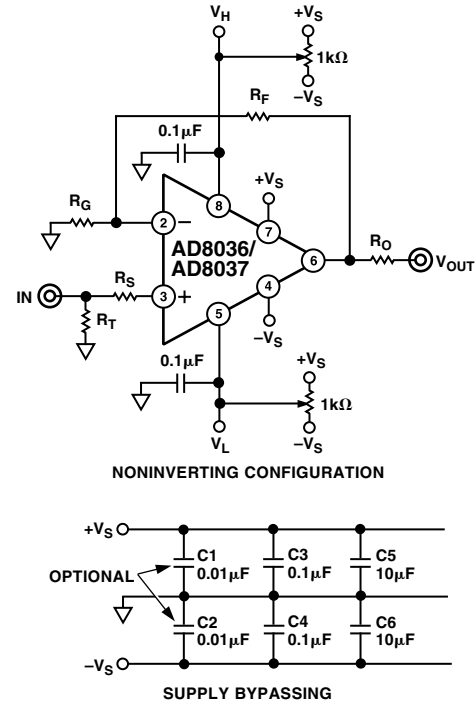 V_H
+V_S
1kΩ
−V_S
R_F
0.1μF
+V_S
R_G
2
−
8
7
AD8036/
AD8037
6
R_O
V_OUT
IN
R_S
3
+
4
R_T
5
−V_S
0.1μF
+V_S
1kΩ
V_L
−V_S
NONINVERTING CONFIGURATION
+V_S
C1
0.01μF
C3
0.1μF
C5
10μF
OPTIONAL
C2
0.01μF
C4
0.1μF
C6
10μF
−V_S
SUPPLY BYPASSING